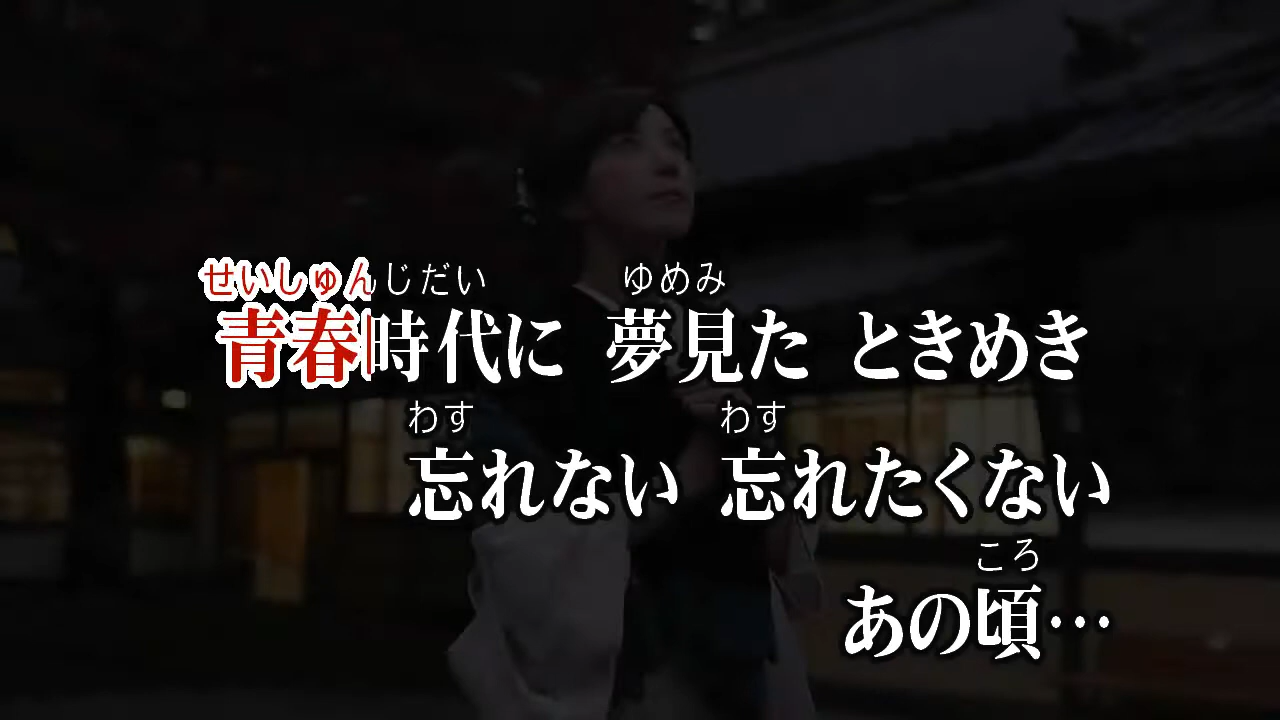 せいしゅんじだい ゆめみ
青春時代に 夢見た ときめき
わす わす
忘れない 忘れたくない
ころ
あの頃…